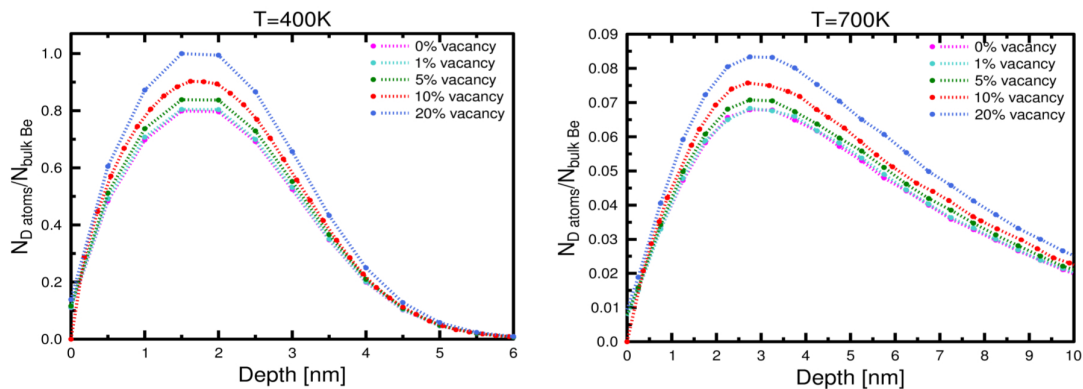 T=400K
N_D atoms/N_bulk Be
1.0
0.8
0.6
0.4
0.2
0.0
0% vacancy
1% vacancy
5% vacancy
10% vacancy
20% vacancy
0 1 2 3 4 5 6
Depth [nm]
T=700K
N_D atoms/N_bulk Be
0.09
0.08
0.07
0.06
0.05
0.04
0.03
0.02
0.01
0.00
0% vacancy
1% vacancy
5% vacancy
10% vacancy
20% vacancy
0 1 2 3 4 5 6 7 8 9 10
Depth [nm]